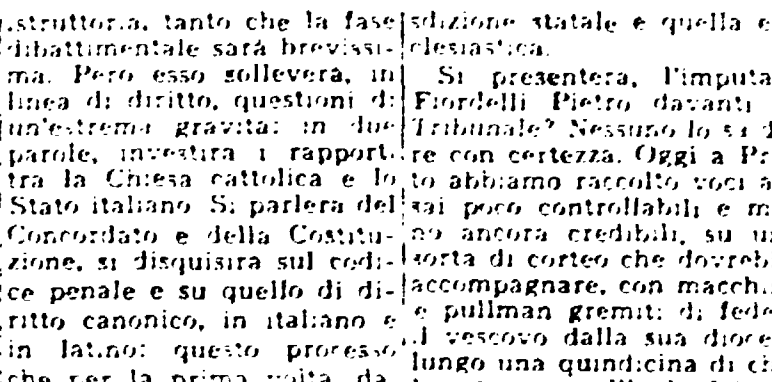 struttoria, tanto che la fase
dibattimentale sarà brevissi-
ma. Però esso solleverà, in
linea di diritto, questioni di
un'estrema gravità: in due
parole, investirà i rapporti
tra la Chiesa cattolica e lo
Stato italiano. Si parlerà del
Concordato e della Costitu-
zione, si disquisirà sul codi-
ce penale e su quello di di-
ritto canonico, in italiano e
in latino: questo processo
che per la prima volta, da
sdizione statale e quella e
clesiastica.
Si presenterà, l'imputa
Fiordelli Pietro davanti
Tribunale? Nessuno lo sa d
re con certezza. Oggi a Pr
to abbiamo raccolto voci a
sai poco controllabili e m
no ancora credibili, su u
sorta di corteo che dovreb
accompagnare, con macchi
e pullman gremiti di fede
il vescovo dalla sua dioce
lungo una quindicina di ch